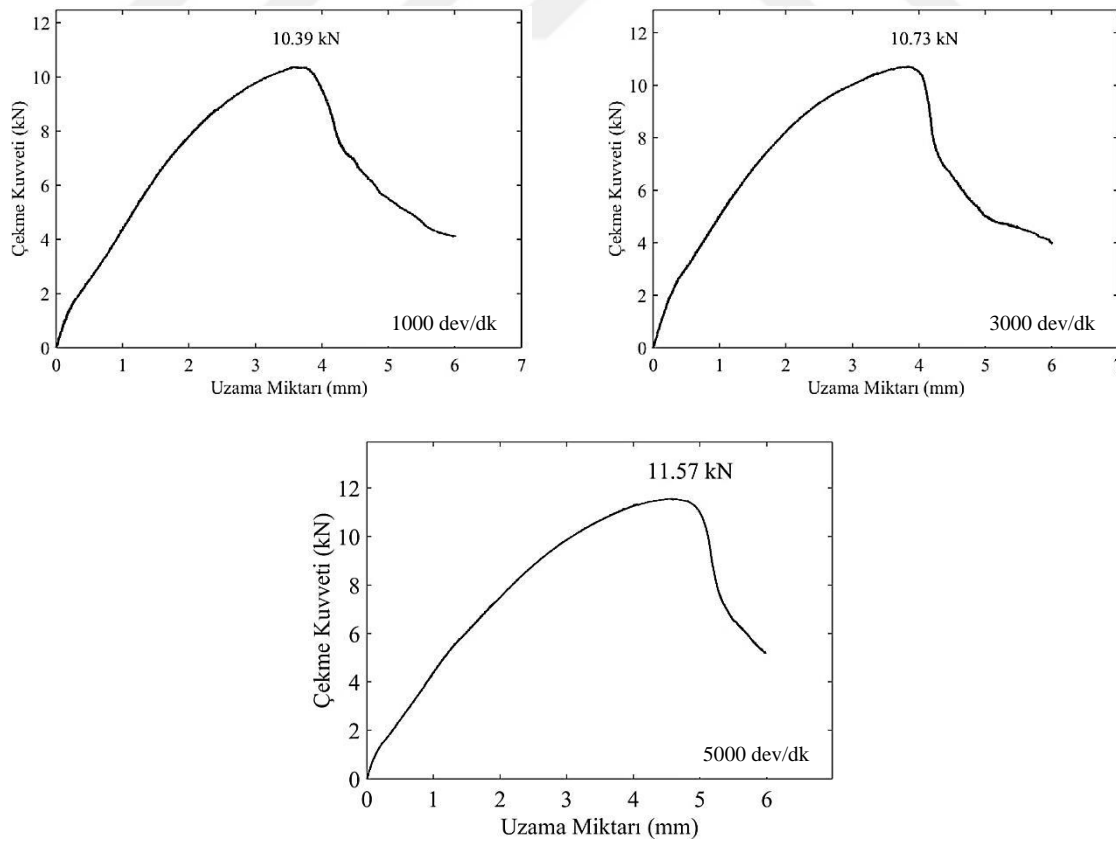 12
10
8
6
4
2
0
10.39 kN
Çekme Kuvveti (kN)
1000 dev/dk
0 1 2 3 4 5 6 7
Uzama Miktarı (mm)
12
10
8
6
4
2
0
10.73 kN
Çekme Kuvveti (kN)
3000 dev/dk
0 1 2 3 4 5 6 7
Uzama Miktarı (mm)
12
10
8
6
4
2
0
11.57 kN
Çekme Kuvveti (kN)
5000 dev/dk
0 1 2 3 4 5 6
Uzama Miktarı (mm)